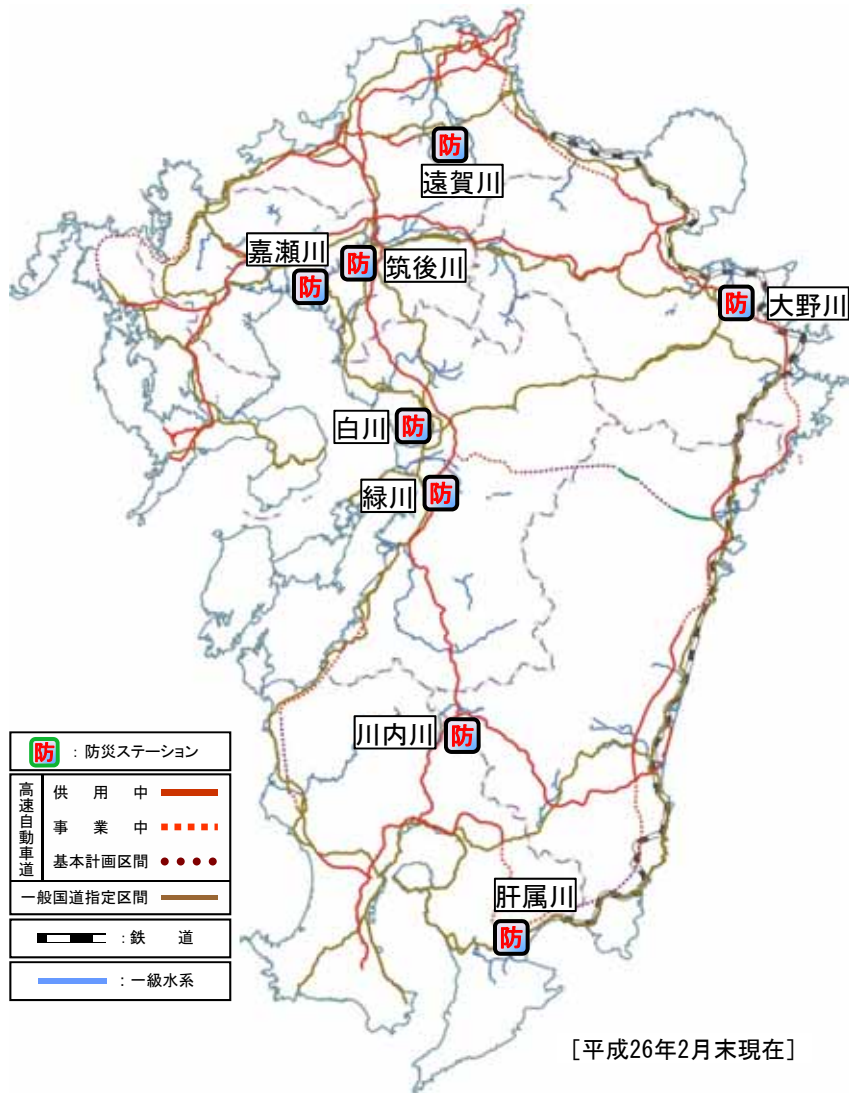 防
遠賀川
嘉瀬川
防
防
筑後川
防
大野川
白川
防
緑川
防
川内川
防
肝属川
防
防 ：防災ステーション
高速自動車道
供用中
事業中
基本計画区間
一般国道指定区間
：鉄 道
：一級水系
［平成26年2月末現在］